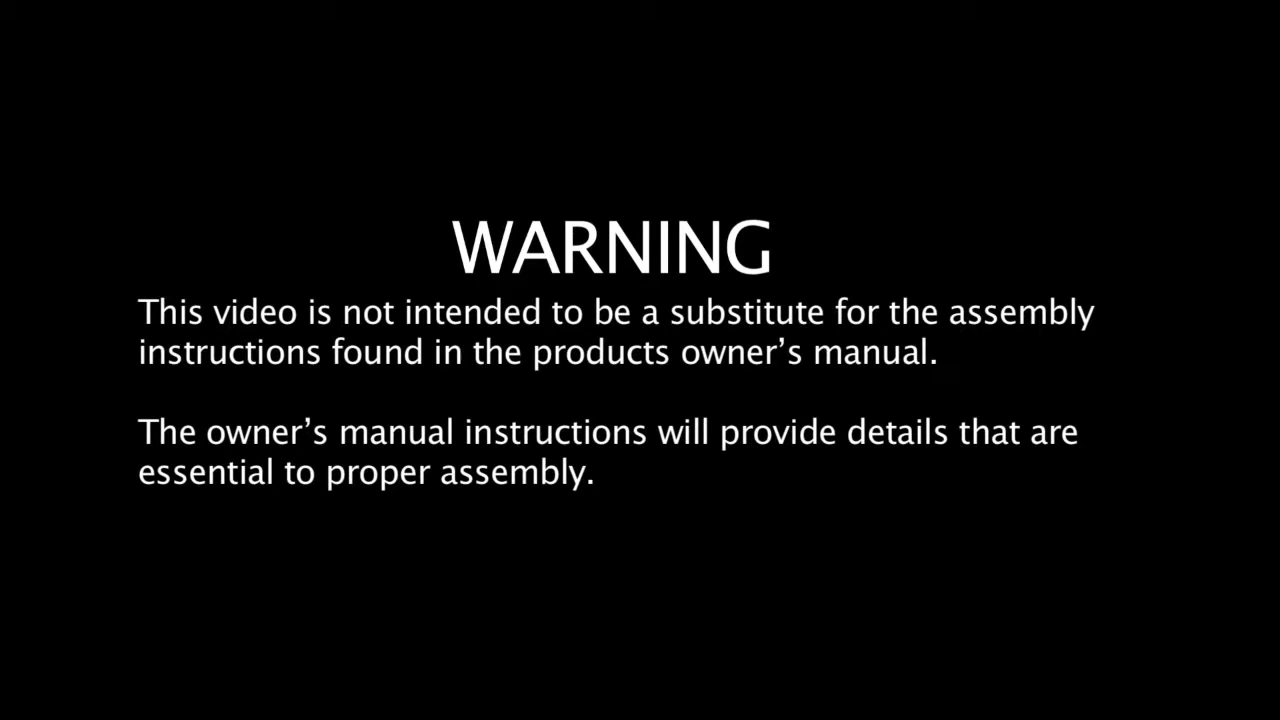 WARNING
This video is not intended to be a substitute for the assembly
instructions found in the products owner’s manual.
The owner’s manual instructions will provide details that are
essential to proper assembly.